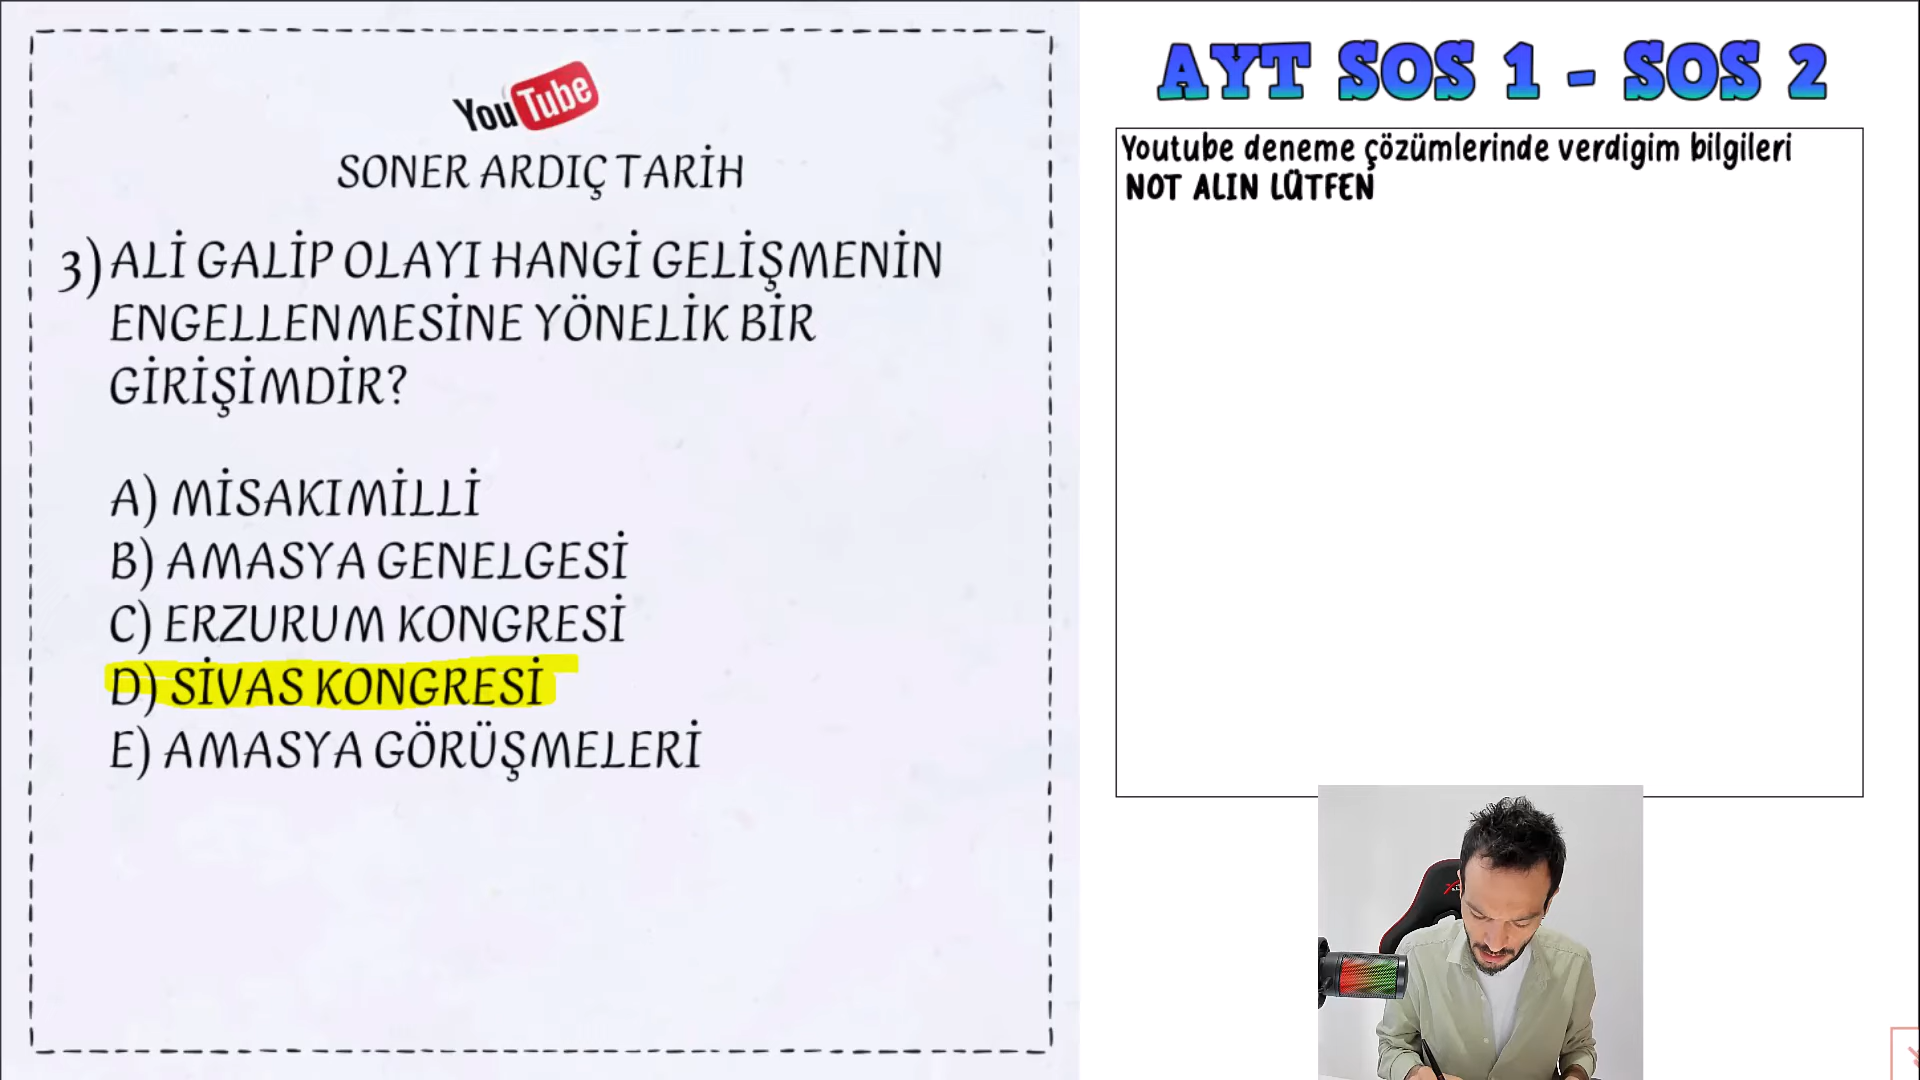 YouTube
SONER ARDIÇ TARİH
3) ALİ GALİP OLAYI HANGİ GELİŞMENİN
ENGELLENMESİNE YÖNELİK BİR
GİRİŞİMDİR?
A) MİSAKIMİLLİ
B) AMASYA GENELGESİ
C) ERZURUM KONGRESİ
D) SİVAS KONGRESİ
E) AMASYA GÖRÜŞMELERİ
AYT SOS 1 - SOS 2
Youtube deneme çözümlerinde verdigim bilgileri
NOT ALIN LÜTFEN